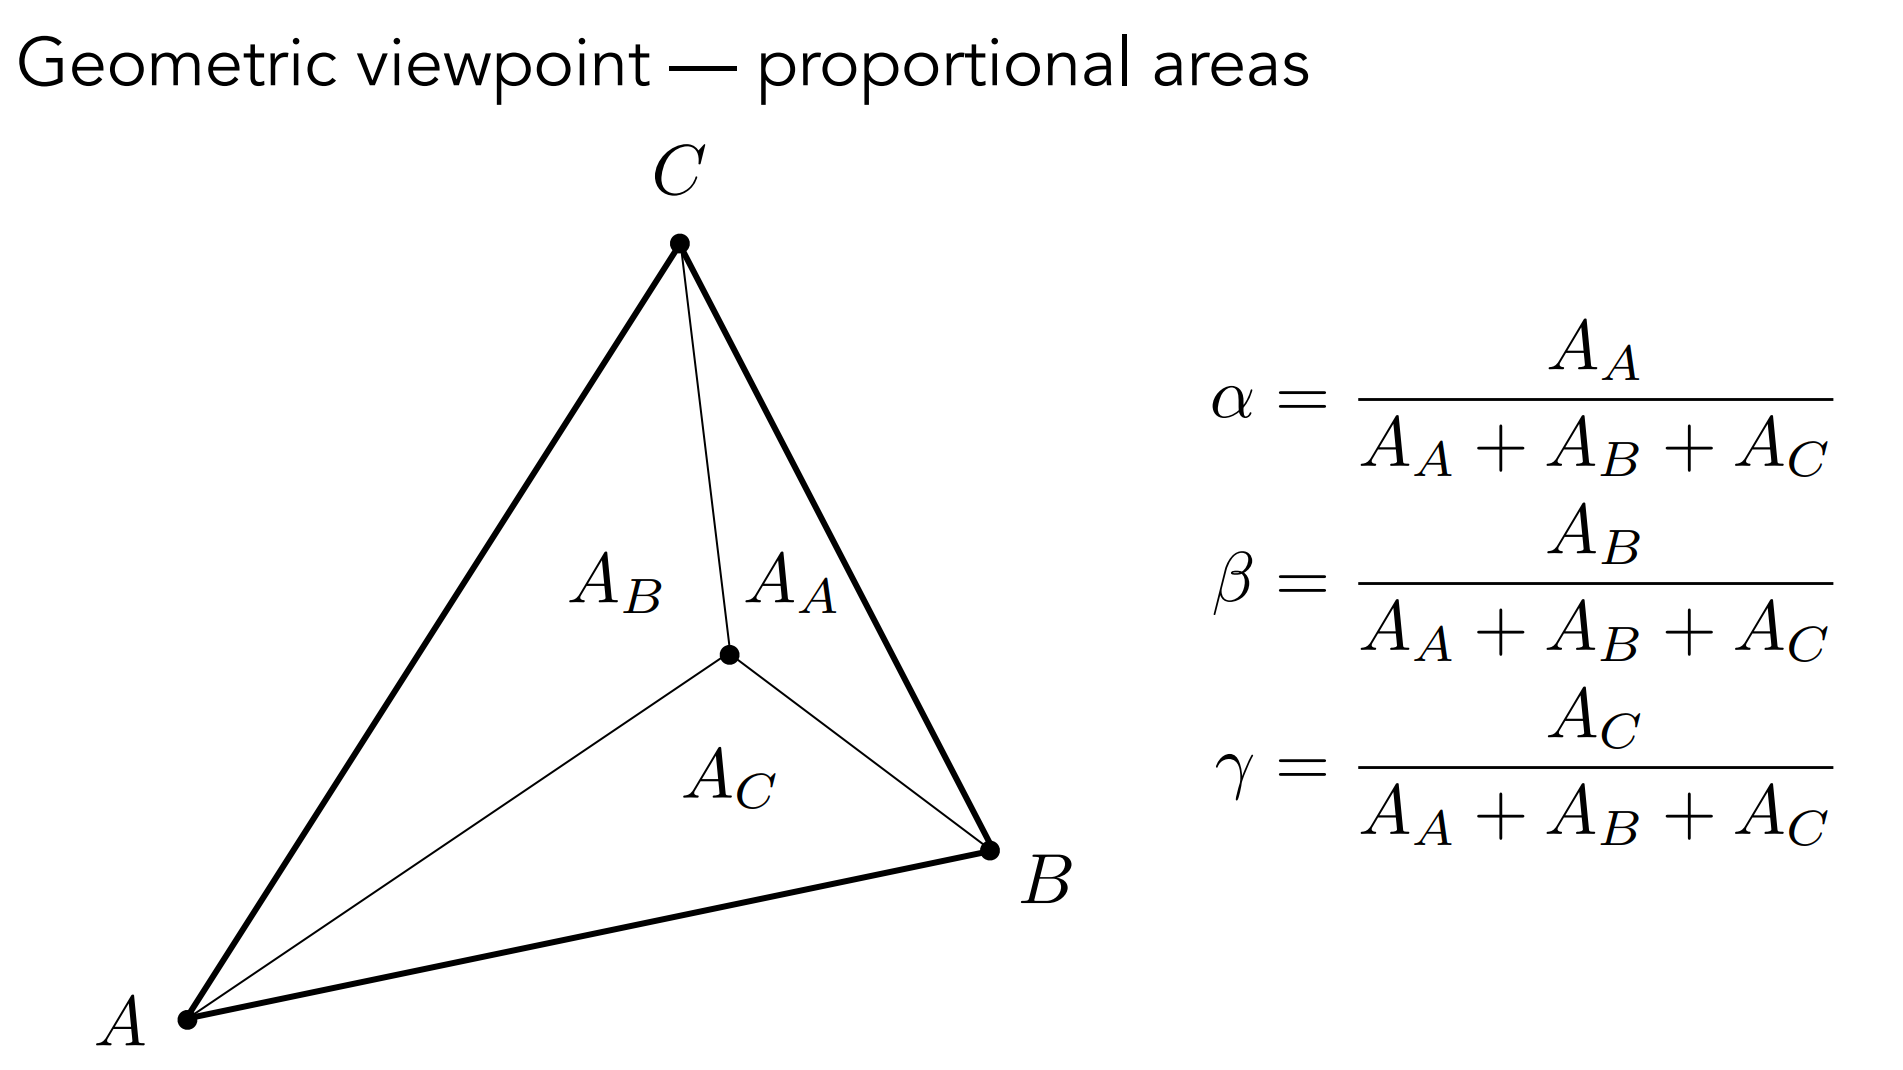 Geometric viewpoint — proportional areas
C
A_B
A_A
A_C
B
A
α = A_A / (A_A + A_B + A_C)
β = A_B / (A_A + A_B + A_C)
γ = A_C / (A_A + A_B + A_C)